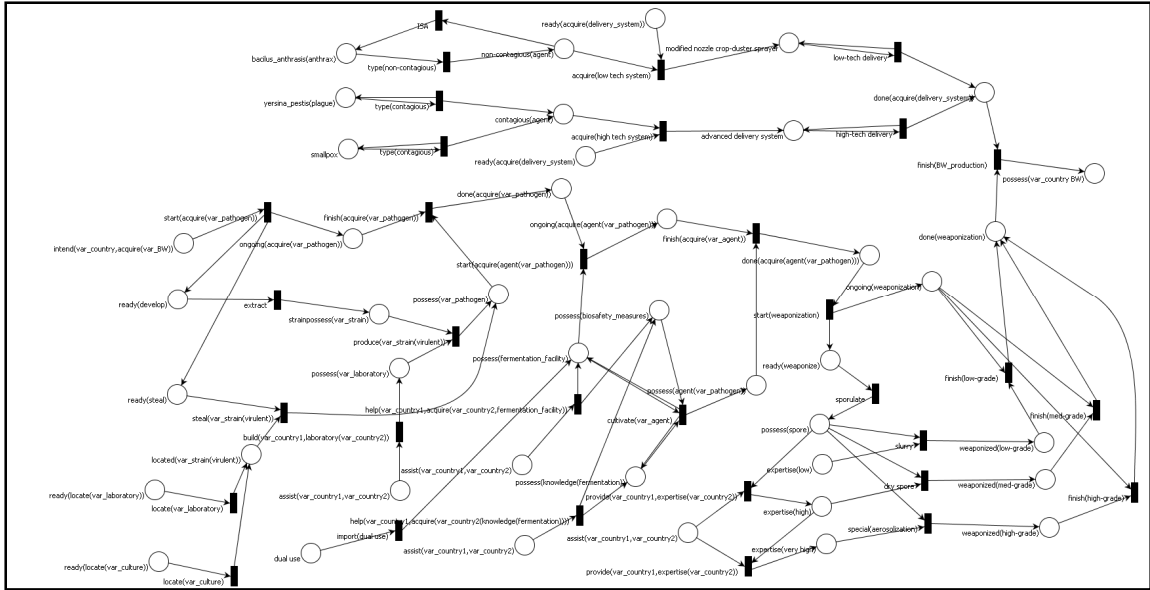 ISA
ready(acquire(delivery_system))
bacilus_anthrasis(anthrax)
type(non-contagious)
non-contagious(agent)
acquire(low tech system)
modified nozzle crop-duster sprayer
low-tech delivery
yersina_pestis(plague)
type(contagious)
contagious(agent)
done(acquire(delivery_system)
smallpox
type(contagious)
acquire(high tech system)
advanced delivery system
high-tech delivery
ready(acquire(delivery_system)
finish(BW_production)
possess(var_country BW)
done(acquire(var_pathogen)
start(acquire(var_pathogen))
finish(acquire(var_pathogen)
ongoing(acquire(agent(var_pathogen))
intend(var_country,acquire(var_BW))
ongoing(acquire(var_pathogen))
finish(acquire(var_agent))
done(weaponization)
start(acquire(agent(var_pathogen)))
done(acquire(agent(var_pathogen)))
ready(develop)
extract
possess(var_pathogen)
ongoing(weaponization)
strainpossess(var_strain)
possess(biosafety_measures)
start(weaponization)
produce(var_strain(virulent))
possess(var_laboratory)
possess(fermentation_facility)
ready(weaponize)
finish(low-grade)
ready(steal)
possess(agent(var_pathogen))
sporulate
steal(var_strain(virulent))
help(var_country1,acquire(var_country2,fermentation_facility))
cultivate(var_agent)
possess(spore)
finish(med-grade)
build(var_country1,laboratory(var_country2))
slurry
weaponized(low-grade)
located(var_strain(virulent))
assist(var_country1,var_country2)
expertise(low)
possess(knowledge(fermentation))
dry spore
weaponized(med-grade)
ready(locate(var_laboratory))
assist(var_country1,var_country2)
provide(var_country1,expertise(var_country2))
finish(high-grade)
locate(var_laboratory)
help(var_country1,acquire(var_country2(knowledge(fermentation))))
expertise(high)
import(dual use)
special(aerosolization)
weaponized(high-grade)
dual use
assist(var_country1,var_country2)
assist(var_country1,var_country2)
expertise(very high)
ready(locate(var_culture))
locate(var_culture)
provide(var_country1,expertise(var_country2))